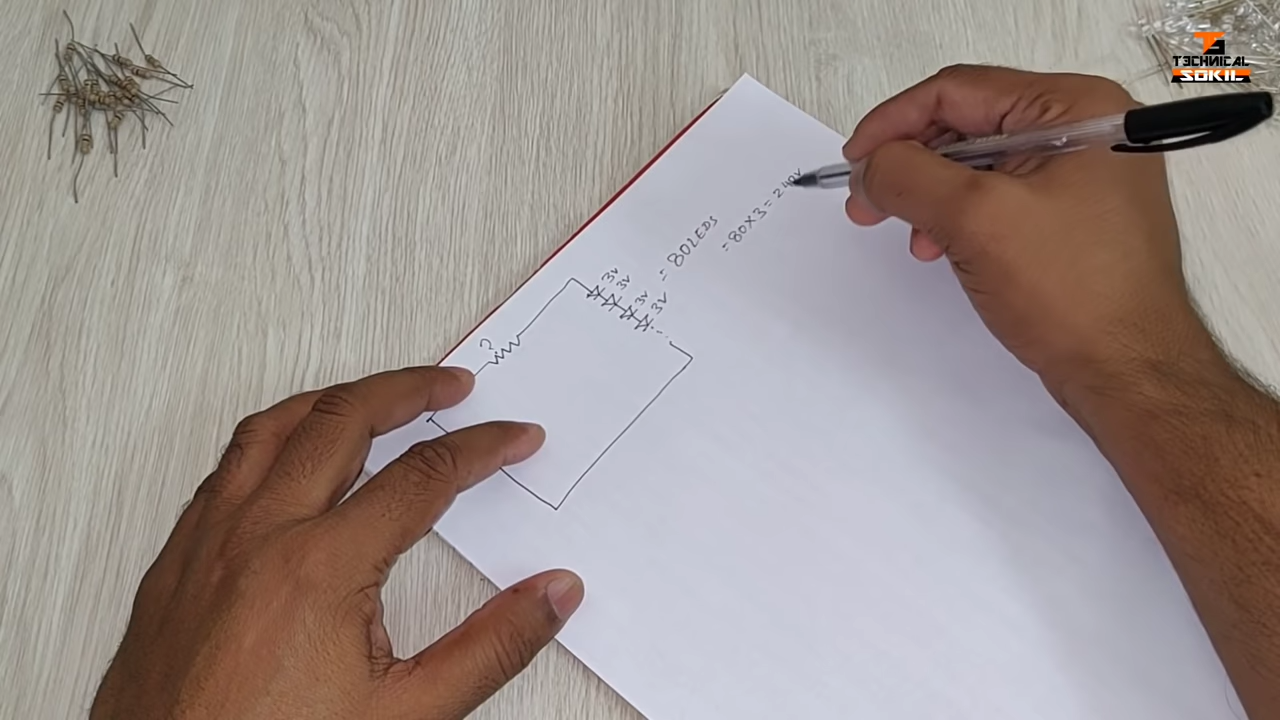 TECHNICAL
SOKIL
?
3V
3V
3V
3V
= 80LEDS
= 80X3 = 240V